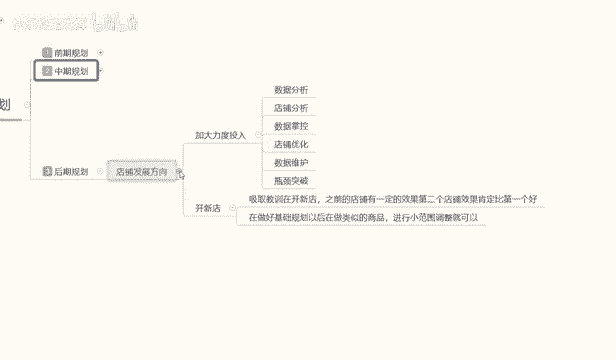 划
1 前期规划
2 中期规划
3 后期规划
店铺发展方向
加大力度投入
数据分析
店铺分析
数据掌控
店铺优化
数据维护
瓶颈突破
开新店
吸取教训在开新店，之前的店铺有一定的效果第二个店铺效果肯定比第一个好
在做好基础规划以后在做类似的商品，进行小范围调整就可以